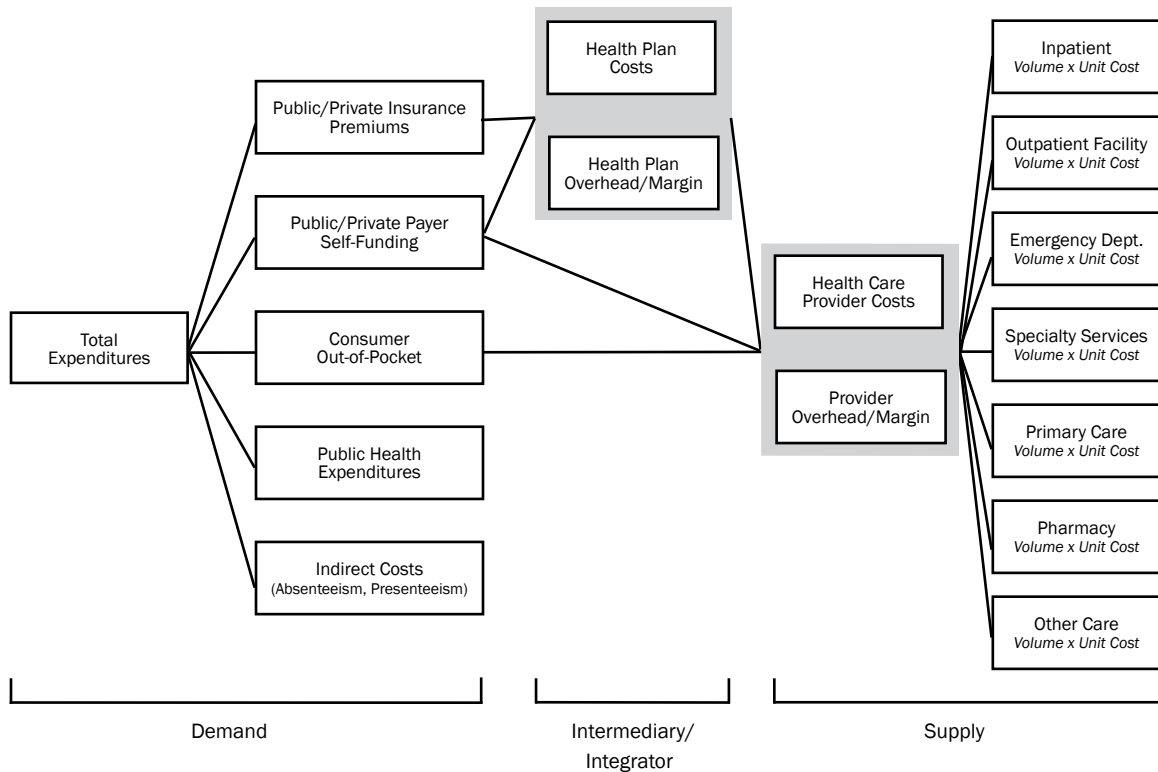 Total
Expenditures
Public/Private Insurance
Premiums
Public/Private Payer
Self-Funding
Consumer
Out-of-Pocket
Public Health
Expenditures
Indirect Costs
(Absenteeism, Presenteeism)
Health Plan
Costs
Health Plan
Overhead/Margin
Health Care
Provider Costs
Provider
Overhead/Margin
Inpatient
Volume x Unit Cost
Outpatient Facility
Volume x Unit Cost
Emergency Dept.
Volume x Unit Cost
Specialty Services
Volume x Unit Cost
Primary Care
Volume x Unit Cost
Pharmacy
Volume x Unit Cost
Other Care
Volume x Unit Cost
Demand
Intermediary/
Integrator
Supply